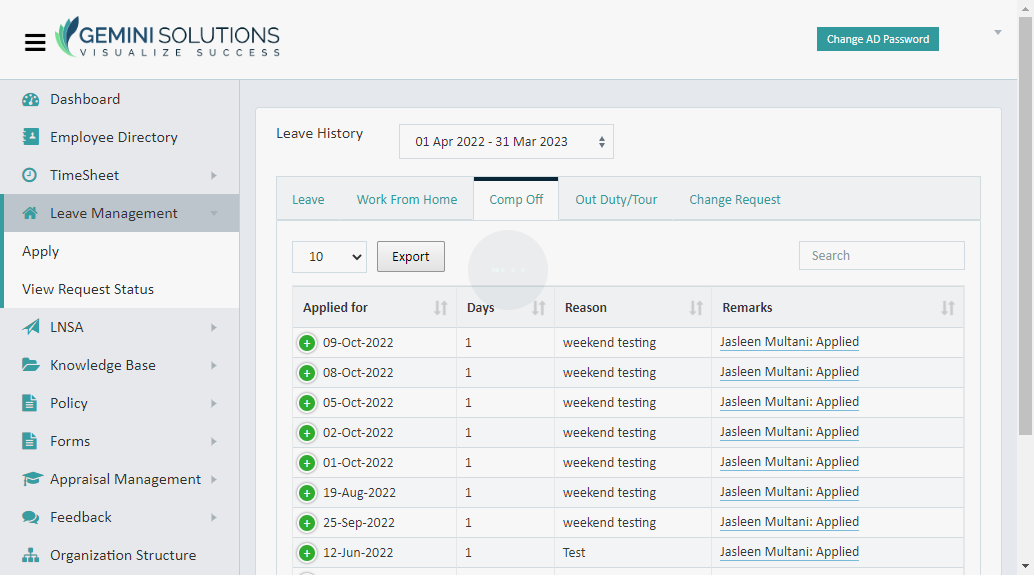 GEMINI SOLUTIONS
VISUALIZE SUCCESS
Change AD Password
Dashboard
Employee Directory
TimeSheet
Leave Management
Apply
View Request Status
LNSA
Knowledge Base
Policy
Forms
Appraisal Management
Feedback
Organization Structure
Leave History
01 Apr 2022 - 31 Mar 2023
Leave Work From Home Comp Off Out Duty/Tour Change Request
10 Export Search
Applied for Days Reason Remarks
09-Oct-2022 1 weekend testing Jasleen Multani: Applied
08-Oct-2022 1 weekend testing Jasleen Multani: Applied
05-Oct-2022 1 weekend testing Jasleen Multani: Applied
02-Oct-2022 1 weekend testing Jasleen Multani: Applied
01-Oct-2022 1 weekend testing Jasleen Multani: Applied
19-Aug-2022 1 weekend testing Jasleen Multani: Applied
25-Sep-2022 1 weekend testing Jasleen Multani: Applied
12-Jun-2022 1 Test Jasleen Multani: Applied